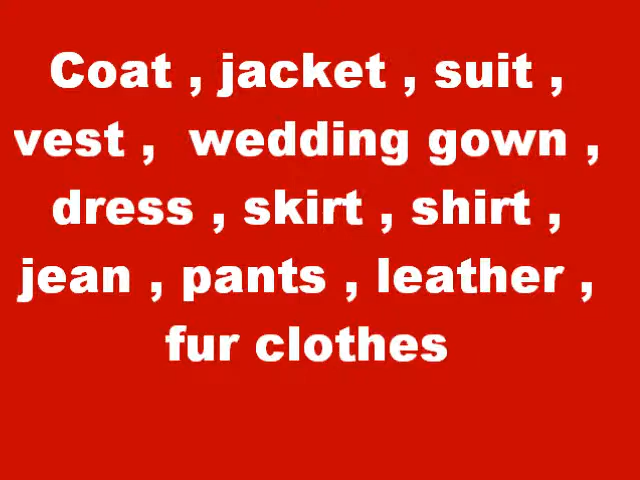 Coat , jacket , suit ,
vest ,  wedding gown ,
dress , skirt , shirt ,
jean , pants , leather ,
fur clothes